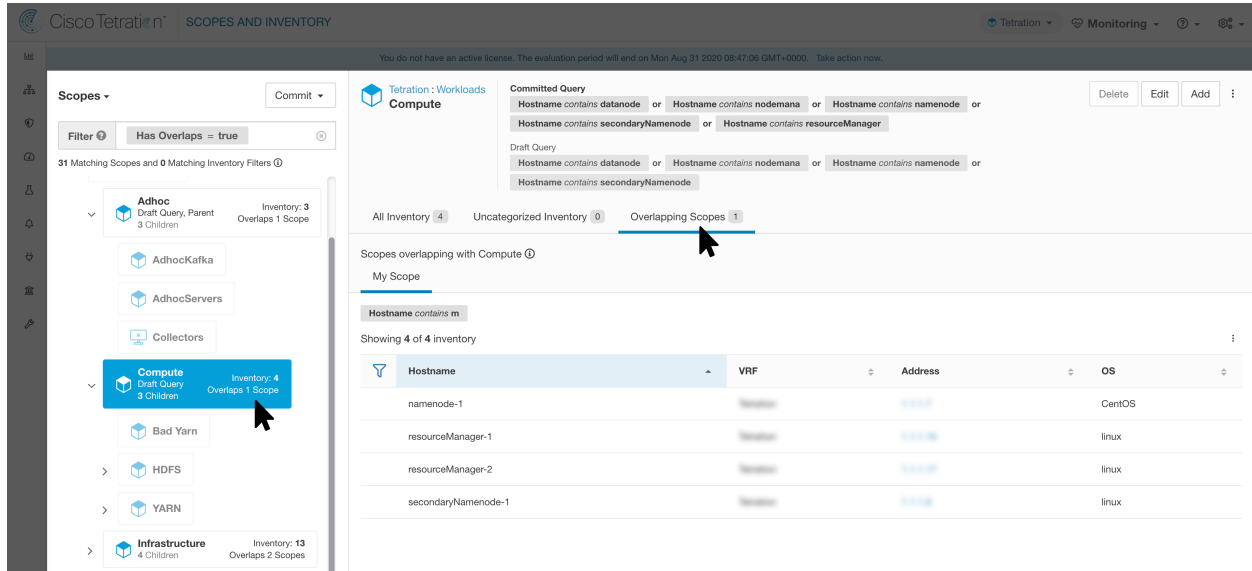 Cisco Tetration SCOPES AND INVENTORY Tetration Monitoring
You do not have an active license. The evaluation period will end on Mon Aug 31 2020 08:47:06 GMT+0000. Take action now.
Scopes Commit
Filter Has Overlaps = true
31 Matching Scopes and 0 Matching Inventory Filters
Adhoc
Draft Query, Parent
3 Children
Inventory: 3
Overlaps 1 Scope
AdhocKafka
AdhocServers
Collectors
Compute
Draft Query
3 Children
Inventory: 4
Overlaps 1 Scope
Bad Yarn
HDFS
YARN
Infrastructure
4 Children
Inventory: 13
Overlaps 2 Scopes
Tetration : Workloads
Compute
Committed Query
Hostname contains datanode or Hostname contains nodemana or Hostname contains namenode or
Hostname contains secondaryNamenode or Hostname contains resourceManager
Draft Query
Hostname contains datanode or Hostname contains nodemana or Hostname contains namenode or
Hostname contains secondaryNamenode
Delete Edit Add
All Inventory 4 Uncategorized Inventory 0 Overlapping Scopes 1
Scopes overlapping with Compute
My Scope
Hostname contains m
Showing 4 of 4 inventory
Hostname VRF Address OS
namenode-1 CentOS
resourceManager-1 linux
resourceManager-2 linux
secondaryNamenode-1 linux